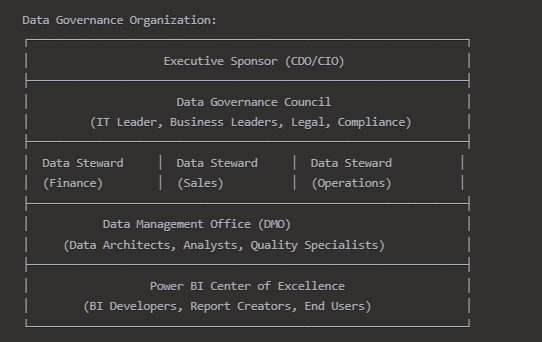 Data Governance Organization:
Executive Sponsor (CDO/CIO)
Data Governance Council
(IT Leader, Business Leaders, Legal, Compliance)
Data Steward | Data Steward | Data Steward
(Finance) | (Sales) | (Operations)
Data Management Office (DMO)
(Data Architects, Analysts, Quality Specialists)
Power BI Center of Excellence
(BI Developers, Report Creators, End Users)